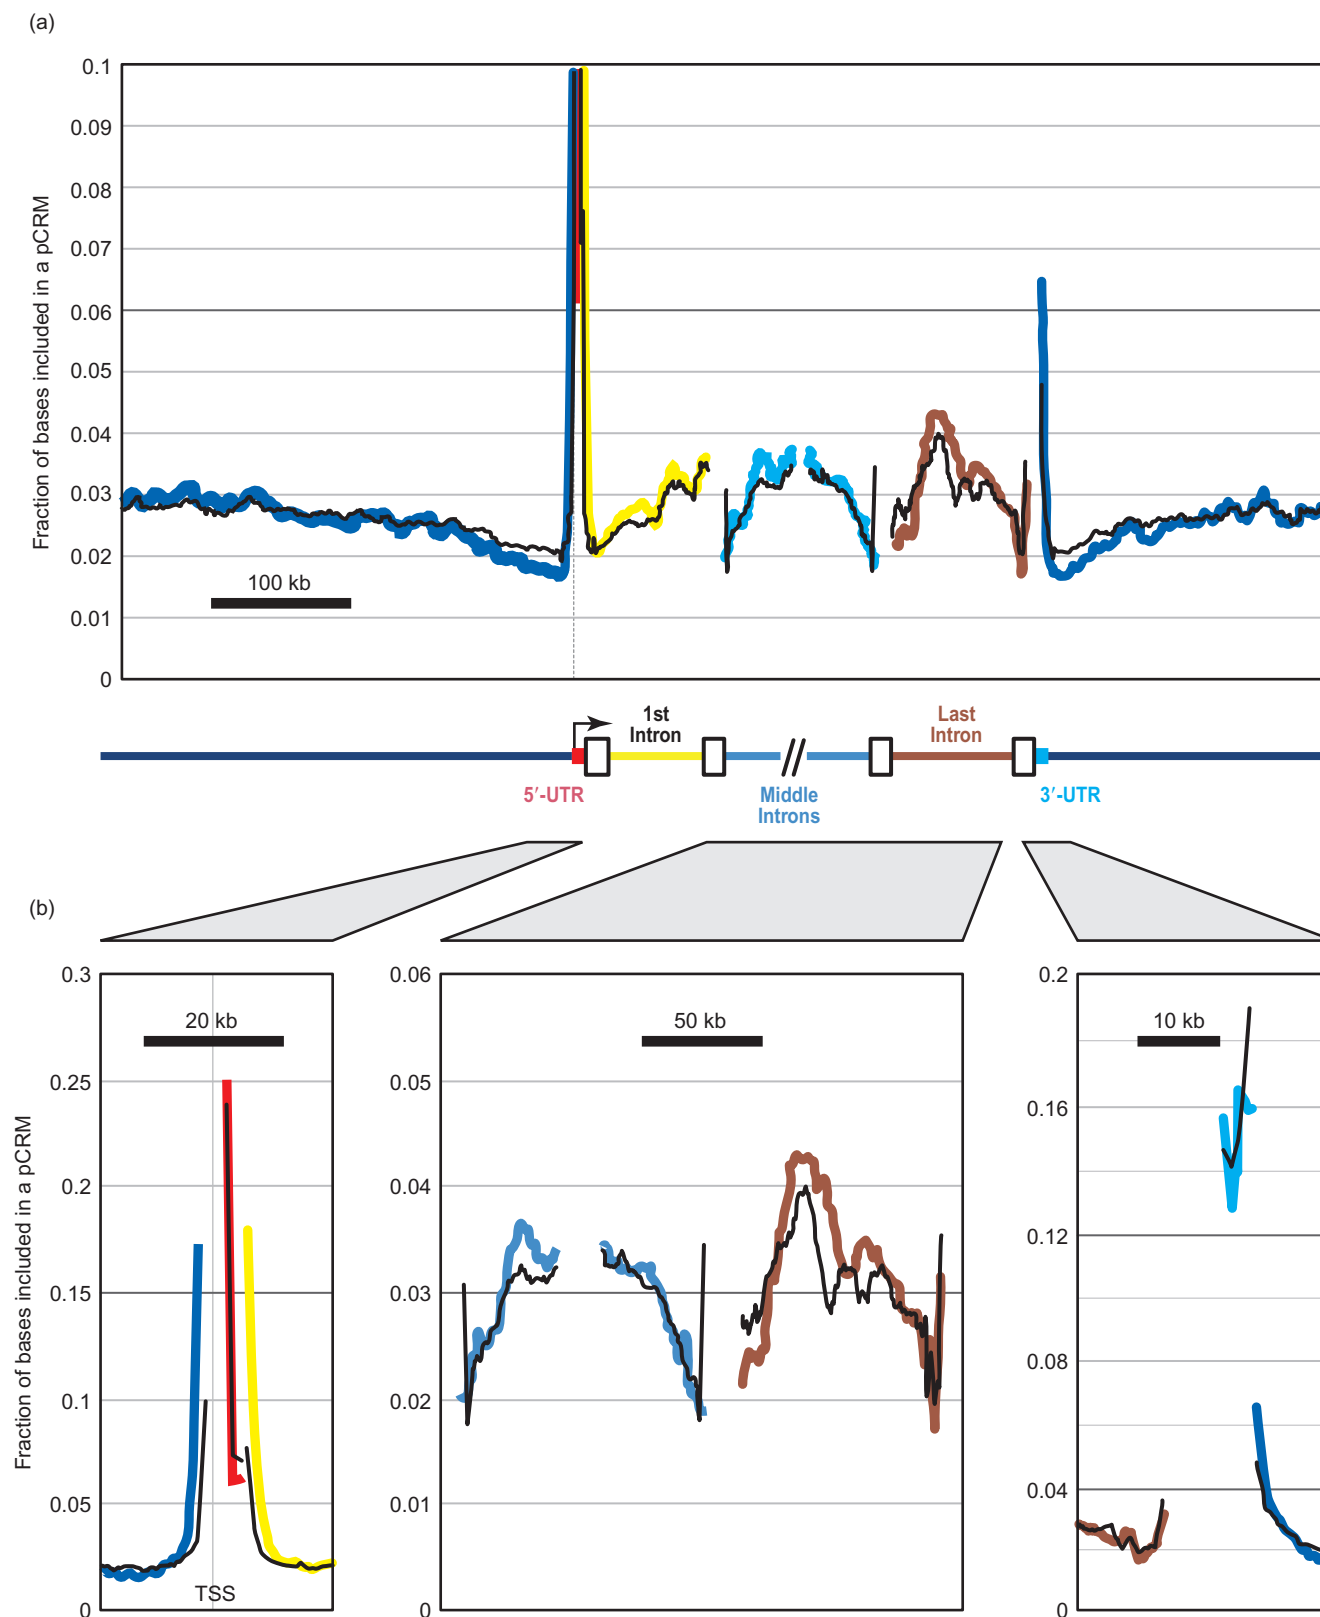 (a)
Fraction of bases included in a pCRM
0.1
0.09
0.08
0.07
0.06
0.05
0.04
0.03
0.02
0.01
0
100 kb
1st
Intron
Last
Intron
5′-UTR
Middle
Introns
3′-UTR
(b)
Fraction of bases included in a pCRM
0.3
0.25
0.2
0.15
0.1
0.05
0
20 kb
TSS
0.06
0.05
0.04
0.03
0.02
0.01
0
50 kb
0.2
0.16
0.12
0.08
0.04
0
10 kb